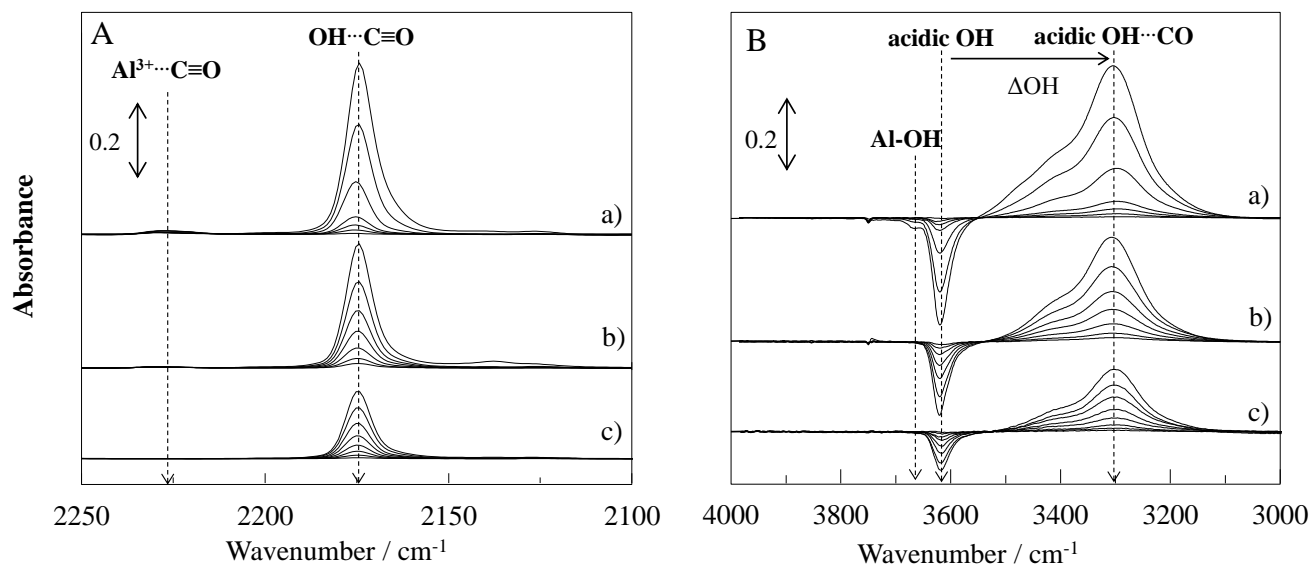 A
OH···C≡O
Al³⁺···C≡O
0.2
a)
b)
c)
Absorbance
2250
2200
2150
2100
Wavenumber / cm⁻¹
B
acidic OH
acidic OH···CO
ΔOH
0.2
Al-OH
a)
b)
c)
4000
3800
3600
3400
3200
3000
Wavenumber / cm⁻¹